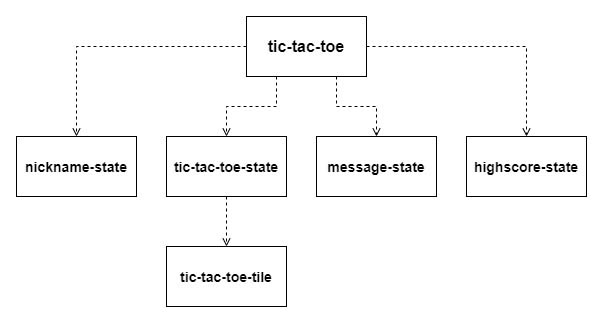 tic-tac-toe
nickname-state
tic-tac-toe-state
message-state
highscore-state
tic-tac-toe-tile